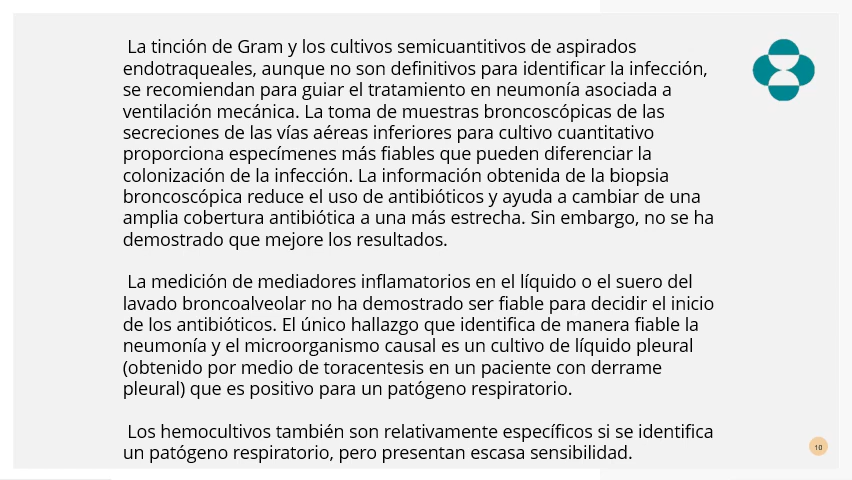 La tinción de Gram y los cultivos semicuantitivos de aspirados
endotraqueales, aunque no son definitivos para identificar la infección,
se recomiendan para guiar el tratamiento en neumonía asociada a
ventilación mecánica. La toma de muestras broncoscópicas de las
secreciones de las vías aéreas inferiores para cultivo cuantitativo
proporciona especímenes más fiables que pueden diferenciar la
colonización de la infección. La información obtenida de la biopsia
broncoscópica reduce el uso de antibióticos y ayuda a cambiar de una
amplia cobertura antibiótica a una más estrecha. Sin embargo, no se ha
demostrado que mejore los resultados.
La medición de mediadores inflamatorios en el líquido o el suero del
lavado broncoalveolar no ha demostrado ser fiable para decidir el inicio
de los antibióticos. El único hallazgo que identifica de manera fiable la
neumonía y el microorganismo causal es un cultivo de líquido pleural
(obtenido por medio de toracentesis en un paciente con derrame
pleural) que es positivo para un patógeno respiratorio.
Los hemocultivos también son relativamente específicos si se identifica
un patógeno respiratorio, pero presentan escasa sensibilidad.
10